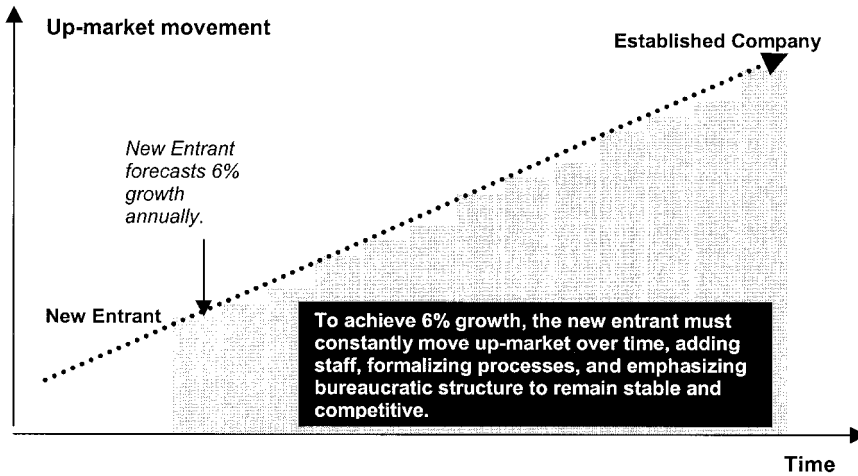 Up-market movement
Established Company
New Entrant
forecasts 6%
growth
annually.
New Entrant
To achieve 6% growth, the new entrant must
constantly move up-market over time, adding
staff, formalizing processes, and emphasizing
bureaucratic structure to remain stable and
competitive.
Time